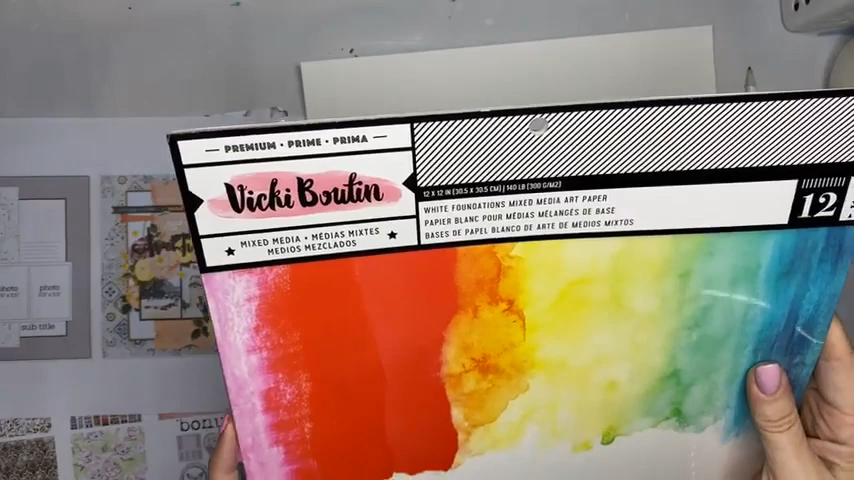 — PREMIUM • PRIME • PRIMA —
Vicki Boutin
★ MIXED MEDIA • MÉDIAS MIXTES ★
MEDIOS MEZCLADOS
12 X 12 IN (30.5 X 30.5 CM) | 140 LB (300 G/M2)
WHITE FOUNDATIONS MIXED MEDIA ART PAPER
PAPIER BLANC POUR MÉDIAS MÉLANGÉS DE BASE
BASES DE PAPEL BLANCO DE ARTE DE MEDIOS MIXTOS
12
photo
photo
sub title
bonu